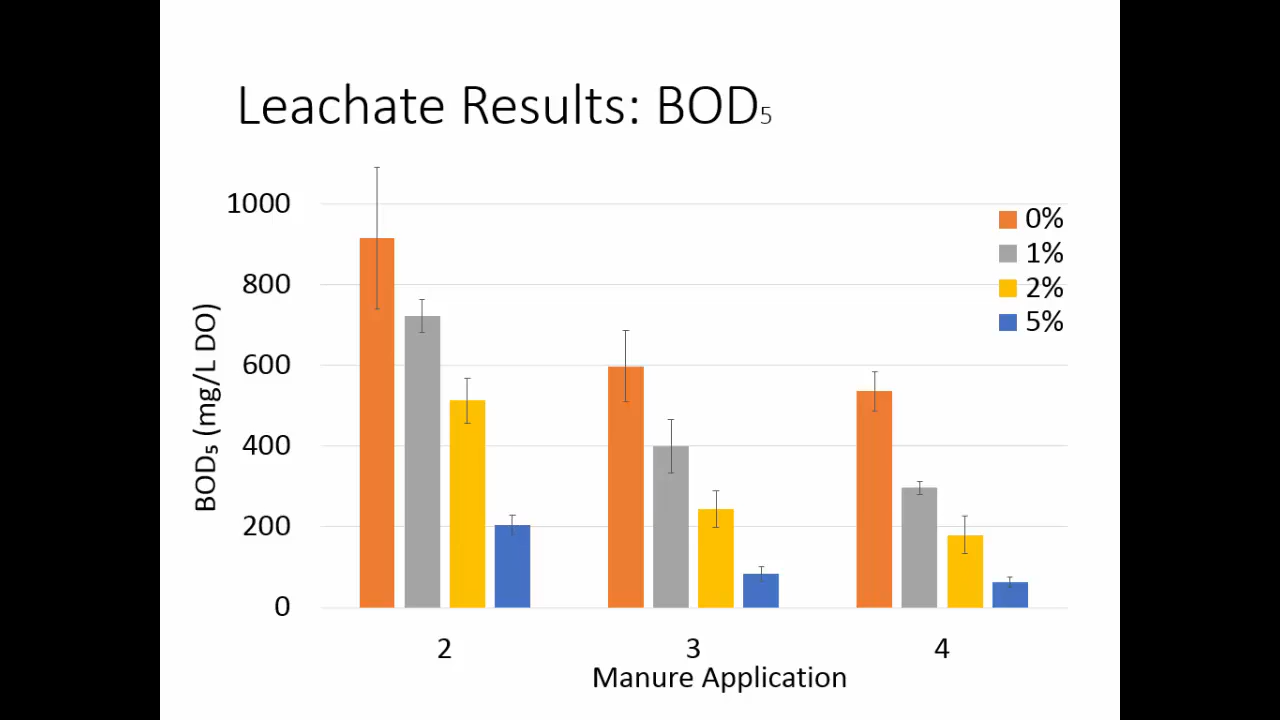 Leachate Results: BOD₅
1000
800
600
400
200
0
BOD₅ (mg/L DO)
0%
1%
2%
5%
2 3 4
Manure Application